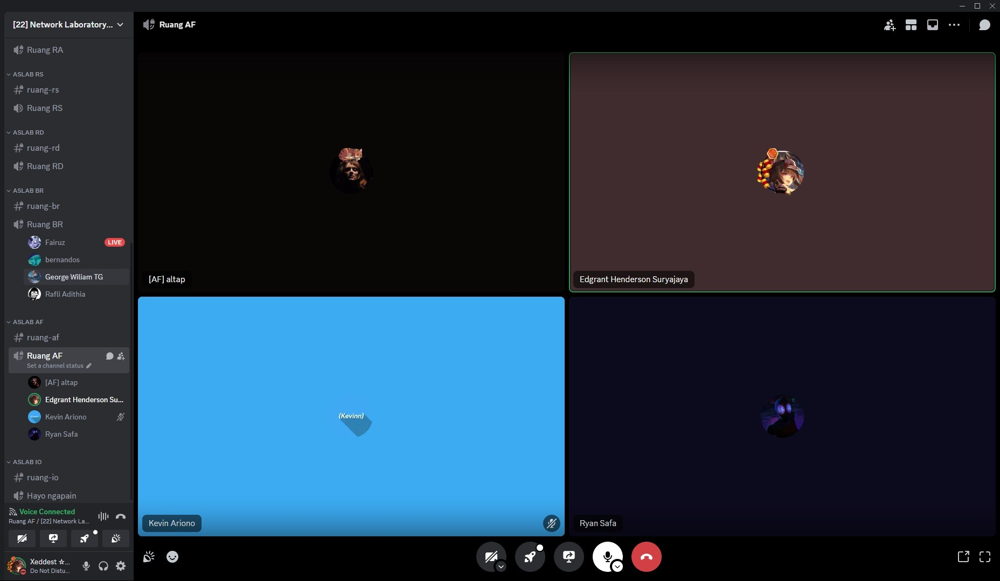 [22] Network Laboratory...
Ruang RA
ASLAB RS
ruang-rs
Ruang RS
ASLAB RD
ruang-rd
Ruang RD
ASLAB BR
ruang-br
Ruang BR
Fairuz
LIVE
bernandos
George Wiliam TG
Rafli Adithia
ASLAB AF
ruang-af
Ruang AF
Set a channel status
[AF] altap
Edgrant Henderson Su...
Kevin Ariono
Ryan Safa
ASLAB IO
ruang-io
Hayo ngapain
Voice Connected
Ruang AF / [22] Network La...
Xeddest ☆...
Do Not Distu...
Ruang AF
[AF] altap
Edgrant Henderson Suryajaya
{Kevinn}
Kevin Ariono
Ryan Safa